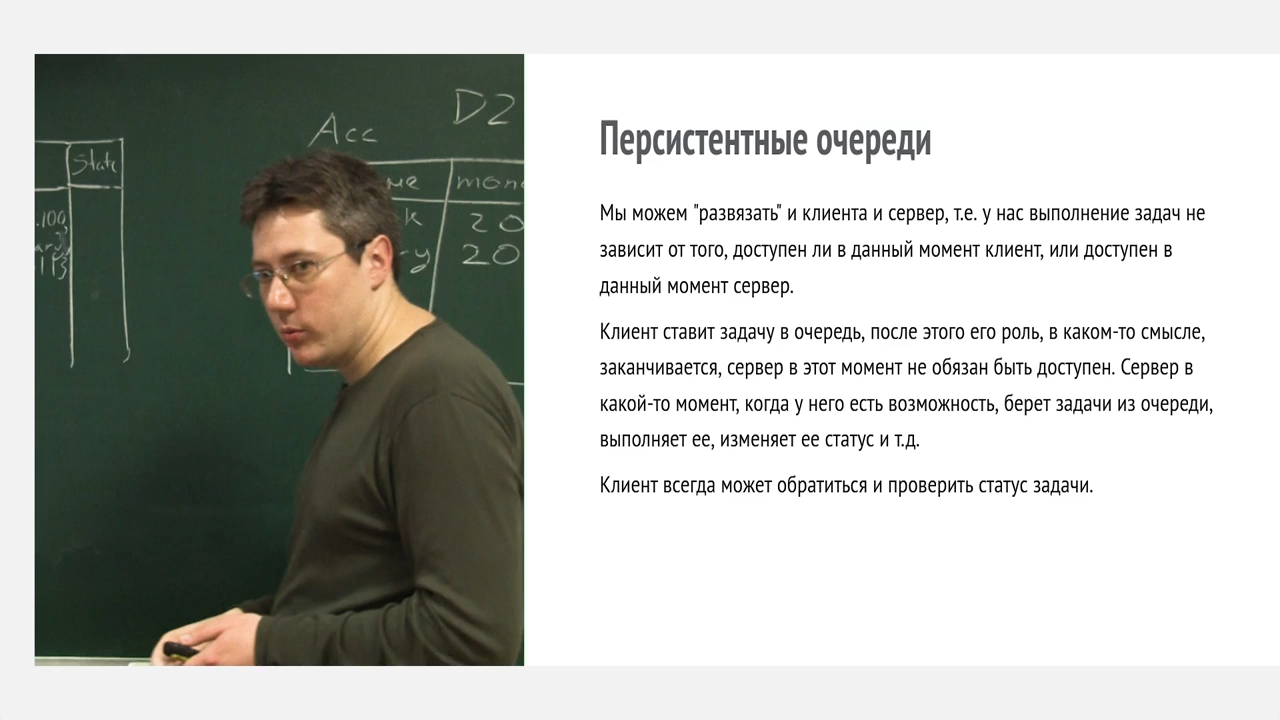 D2
Acc
State
mon
20
.100
20
Персистентные очереди
Мы можем "развязать" и клиента и сервер, т.е. у нас выполнение задач не
зависит от того, доступен ли в данный момент клиент, или доступен в
данный момент сервер.
Клиент ставит задачу в очередь, после этого его роль, в каком-то смысле,
заканчивается, сервер в этот момент не обязан быть доступен. Сервер в
какой-то момент, когда у него есть возможность, берет задачи из очереди,
выполняет ее, изменяет ее статус и т.д.
Клиент всегда может обратиться и проверить статус задачи.